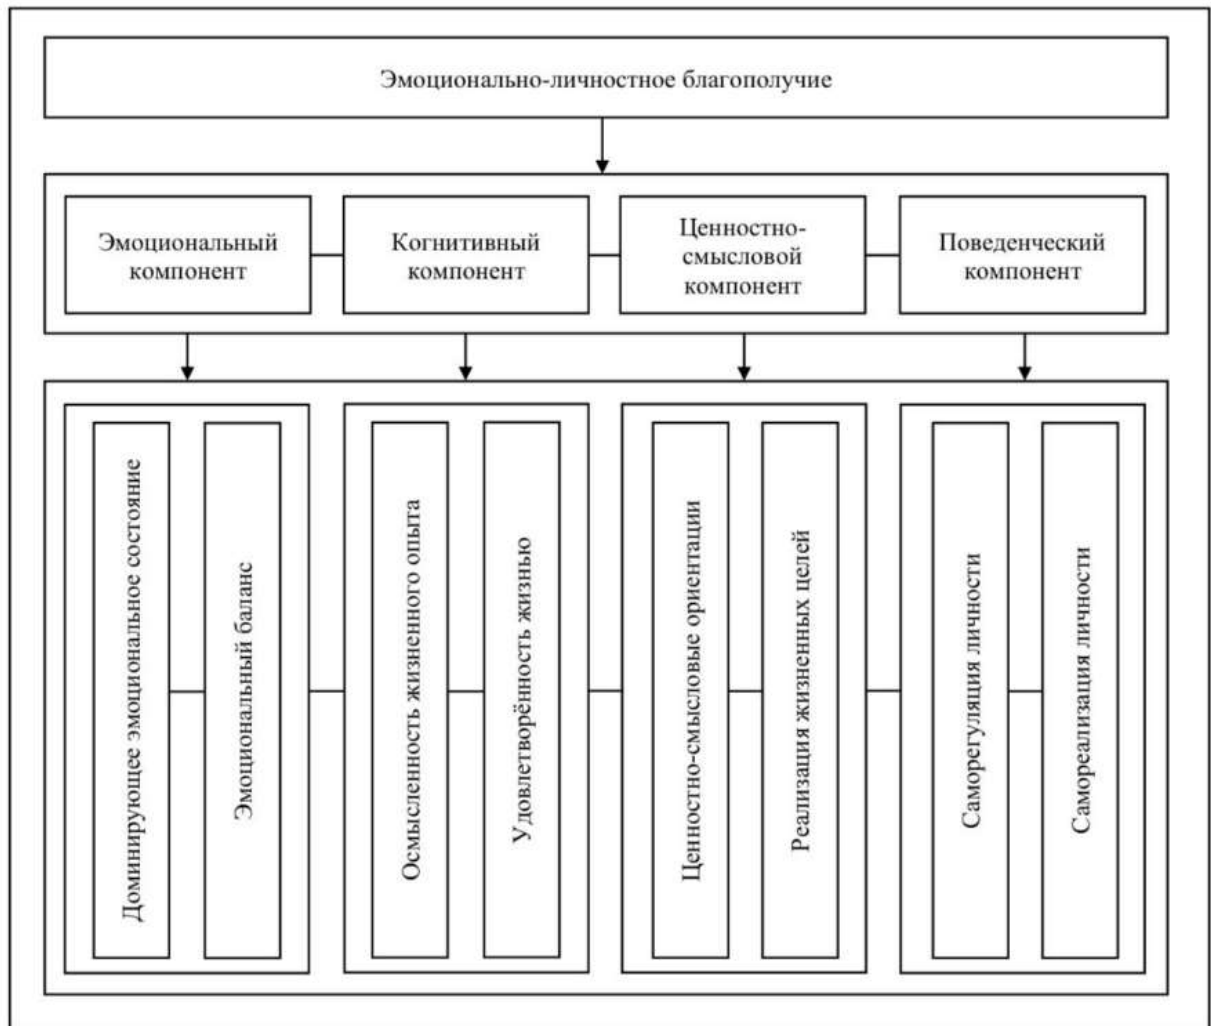 Эмоционально-личностное благополучие
Эмоциональный
компонент
Когнитивный
компонент
Ценностно-
смысловой
компонент
Поведенческий
компонент
Доминирующее эмоциональное состояние
Эмоциональный баланс
Осмысленность жизненного опыта
Удовлетворённость жизнью
Ценностно-смысловые ориентации
Реализация жизненных целей
Саморегуляция личности
Самореализация личности